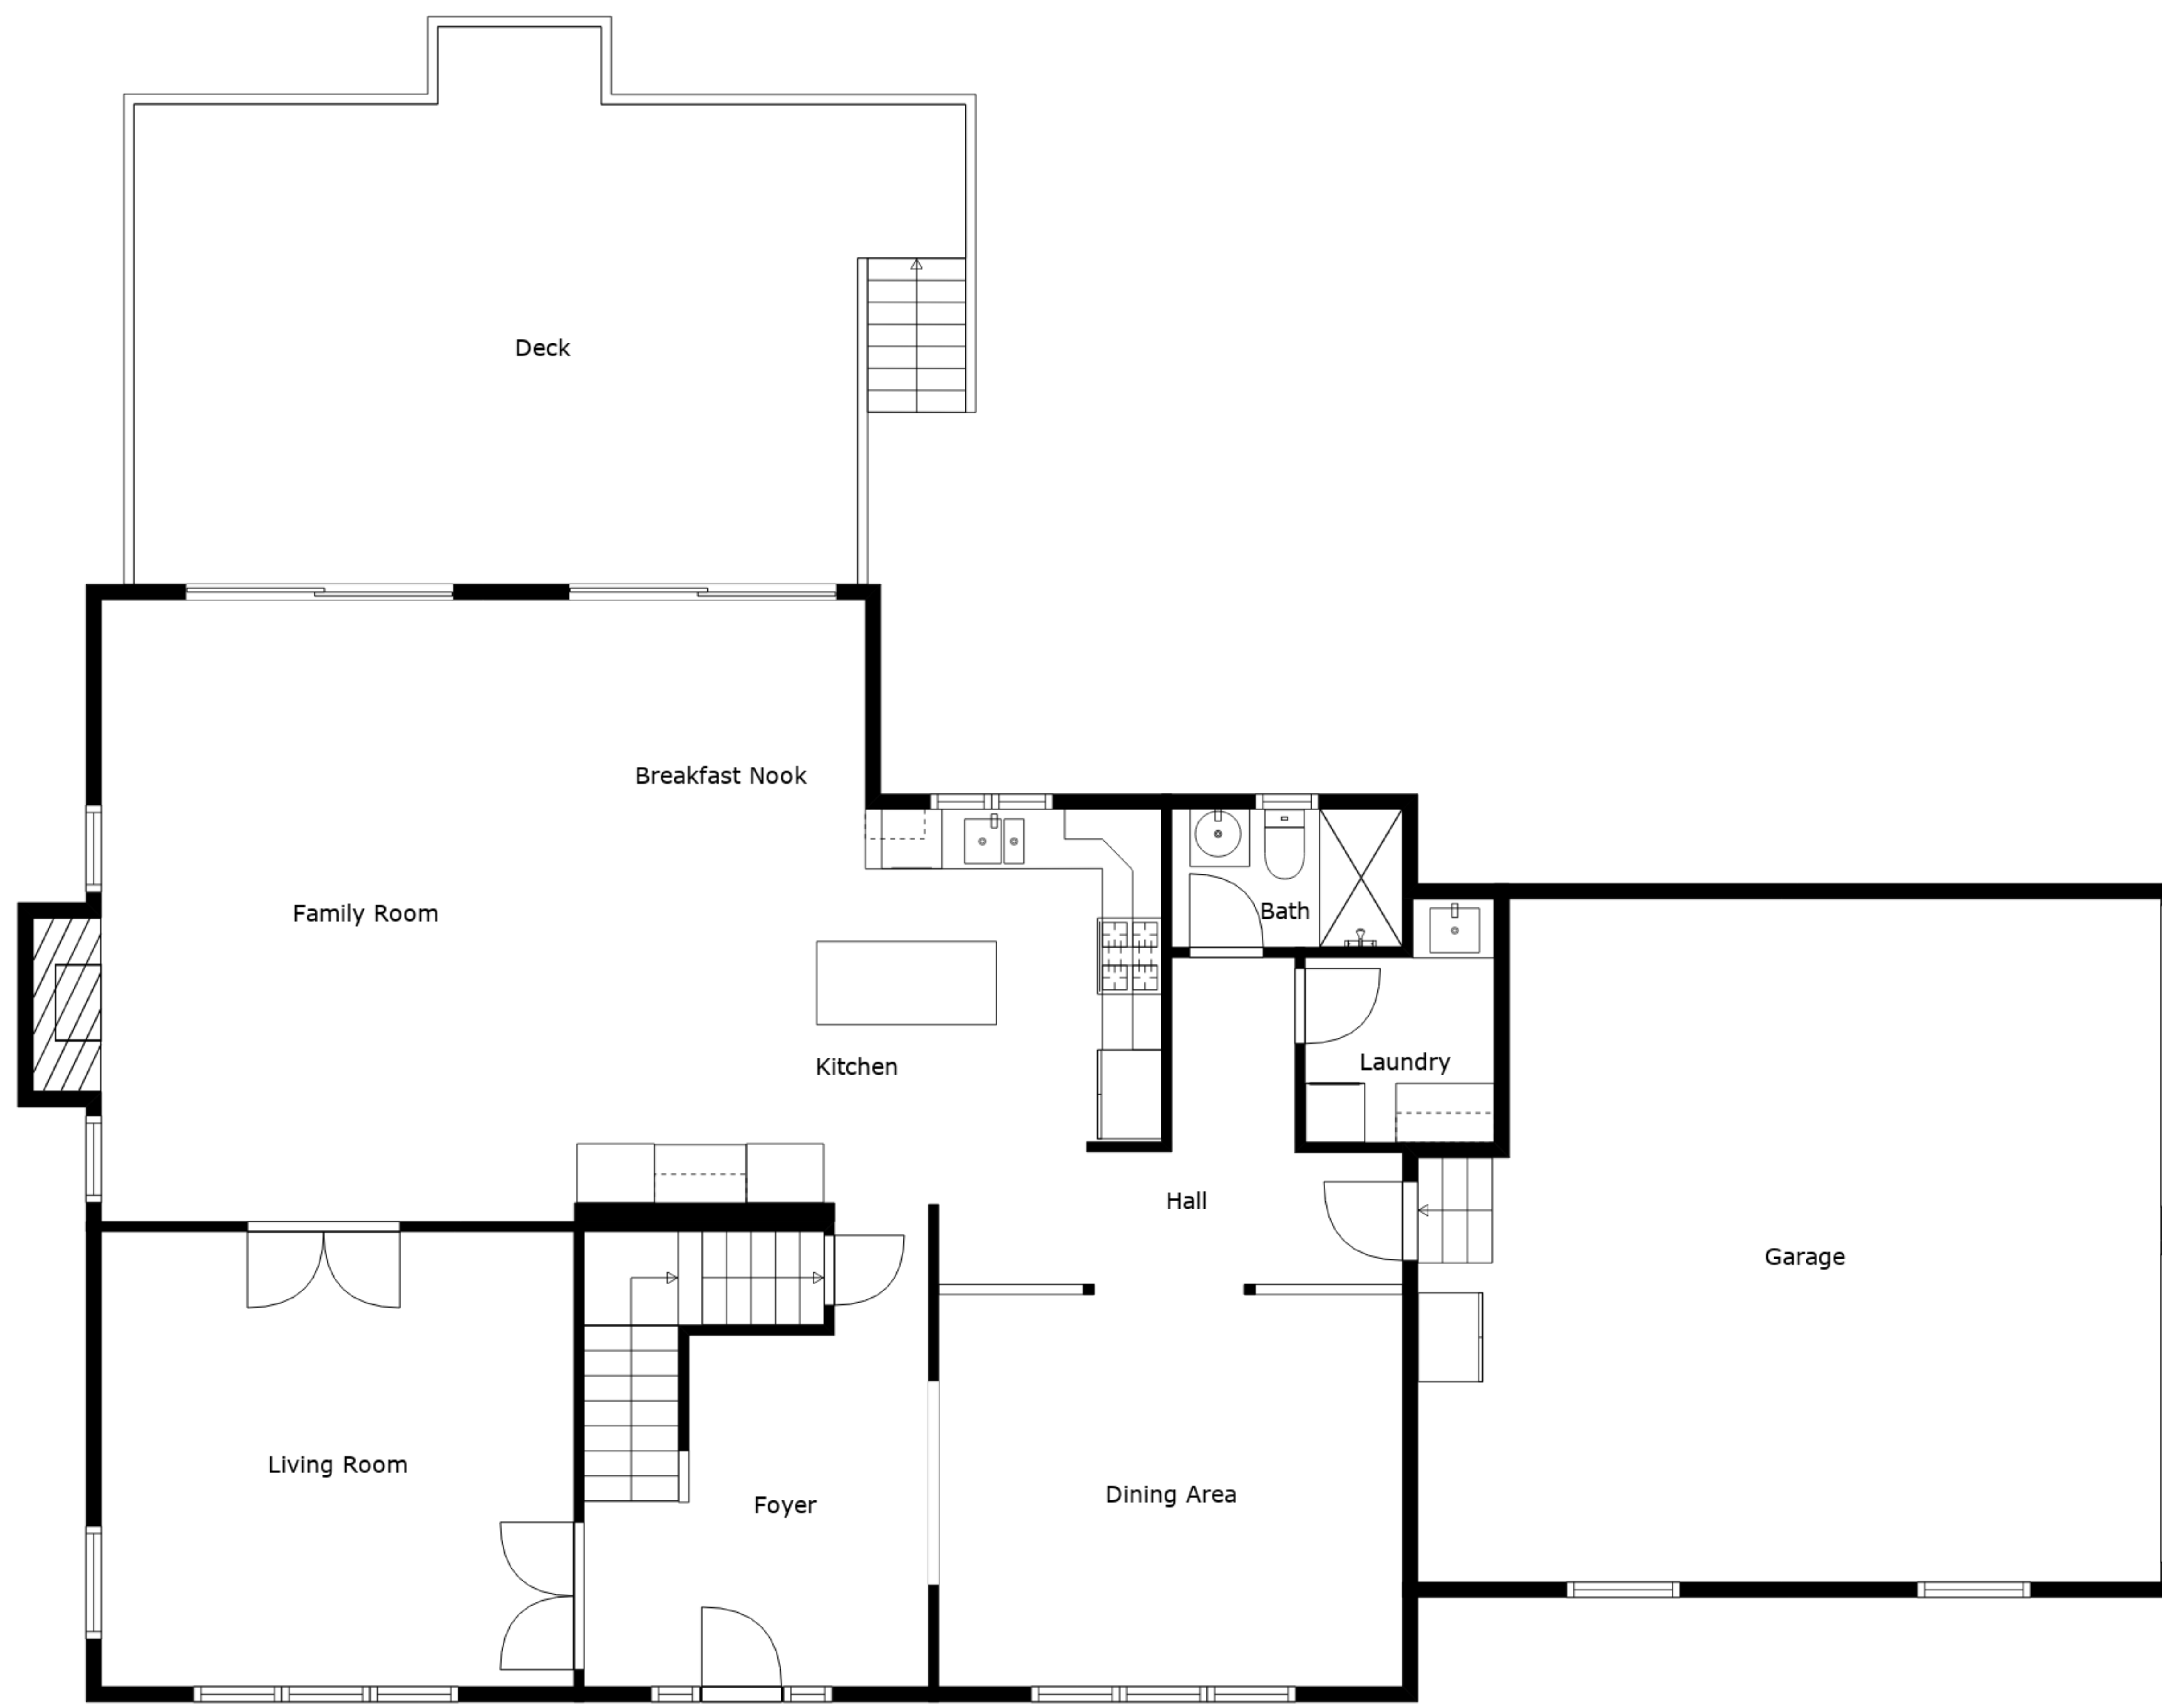 Deck
Breakfast Nook
Family Room
Bath
Kitchen
Laundry
Hall
Garage
Living Room
Foyer
Dining Area